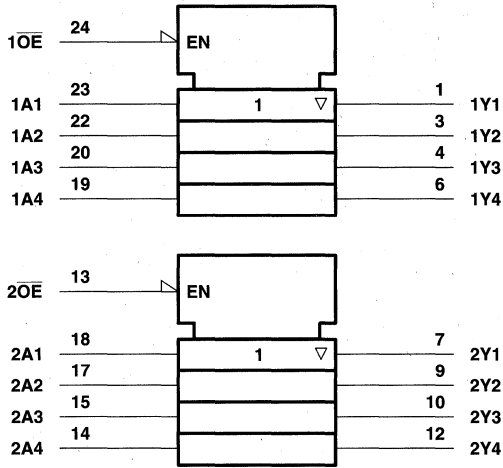 24
1O̅E̅ EN
23 1 ▽ 1
1A1 1Y1
22 3
1A2 1Y2
20 4
1A3 1Y3
19 6
1A4 1Y4
13
2O̅E̅ EN
18 1 ▽ 7
2A1 2Y1
17 9
2A2 2Y2
15 10
2A3 2Y3
14 12
2A4 2Y4